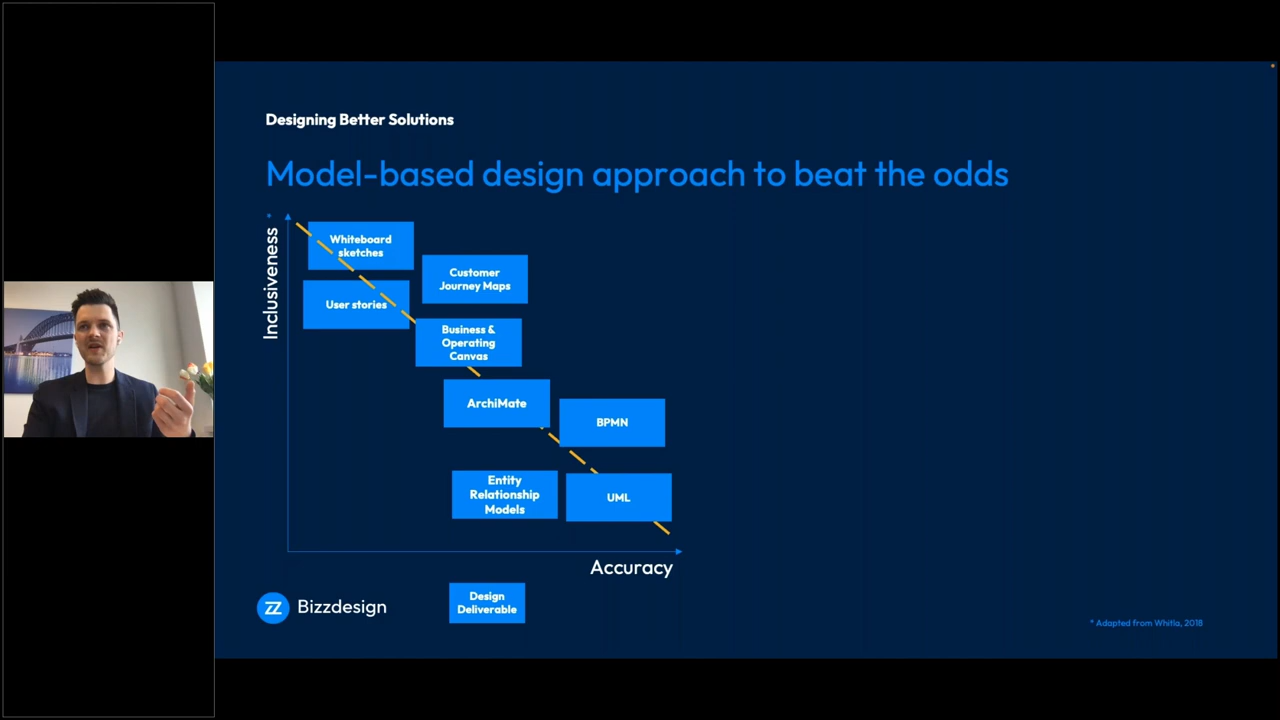 Designing Better Solutions
Model-based design approach to beat the odds
*
Inclusiveness
Whiteboard
sketches
Customer
Journey Maps
User stories
Business &
Operating
Canvas
ArchiMate
BPMN
Entity
Relationship
Models
UML
Accuracy
Design
Deliverable
Bizzdesign
* Adapted from Whitla, 2018